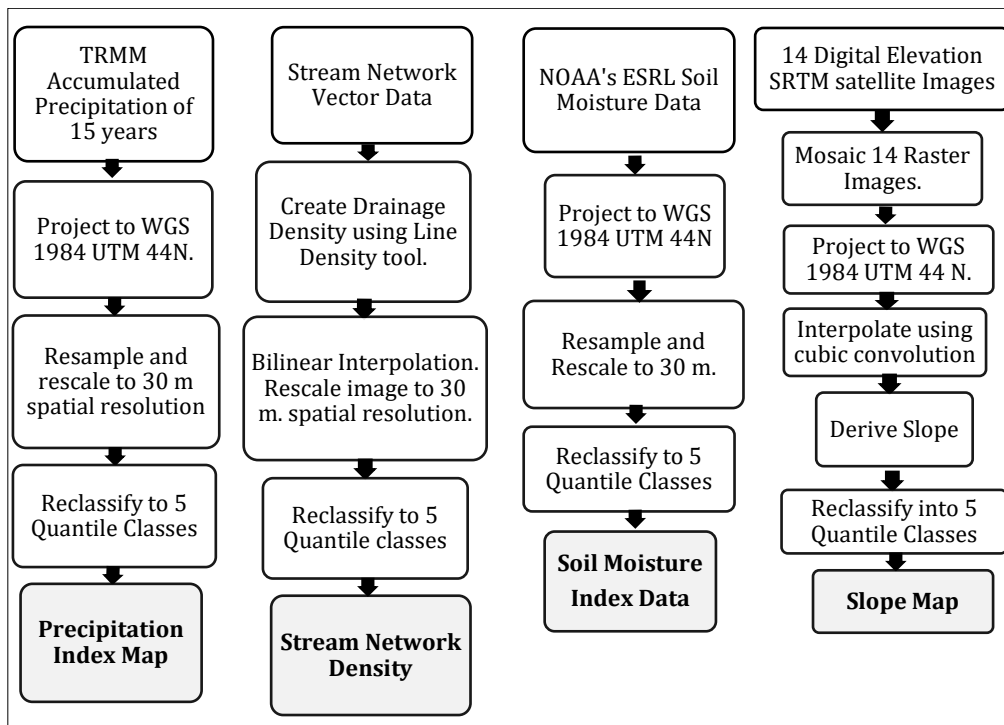 TRMM
Accumulated
Precipitation of
15 years
Project to WGS
1984 UTM 44N.
Resample and
rescale to 30 m
spatial resolution
Reclassify to 5
Quantile Classes
Precipitation
Index Map
Stream Network
Vector Data
Create Drainage
Density using Line
Density tool.
Bilinear Interpolation.
Rescale image to 30
m. spatial resolution.
Reclassify to 5
Quantile classes
Stream Network
Density
NOAA's ESRL Soil
Moisture Data
Project to WGS
1984 UTM 44N
Resample and
Rescale to 30 m.
Reclassify to 5
Quantile Classes
Soil Moisture
Index Data
14 Digital Elevation
SRTM satellite Images
Mosaic 14 Raster
Images.
Project to WGS
1984 UTM 44 N.
Interpolate using
cubic convolution
Derive Slope
Reclassify into 5
Quantile Classes
Slope Map